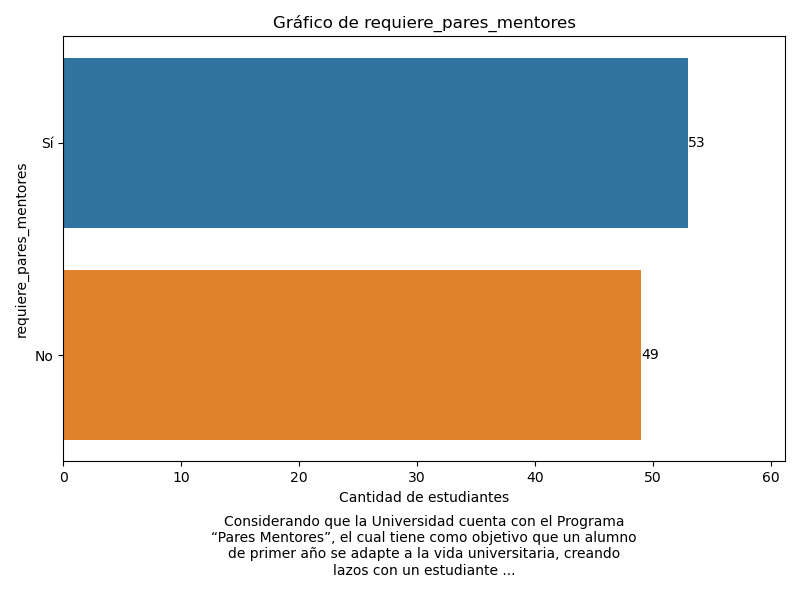 Gráfico de requiere_pares_mentores
Sí
53
requiere_pares_mentores
No
49
0 10 20 30 40 50 60
Cantidad de estudiantes
Considerando que la Universidad cuenta con el Programa
“Pares Mentores”, el cual tiene como objetivo que un alumno
de primer año se adapte a la vida universitaria, creando
lazos con un estudiante ...